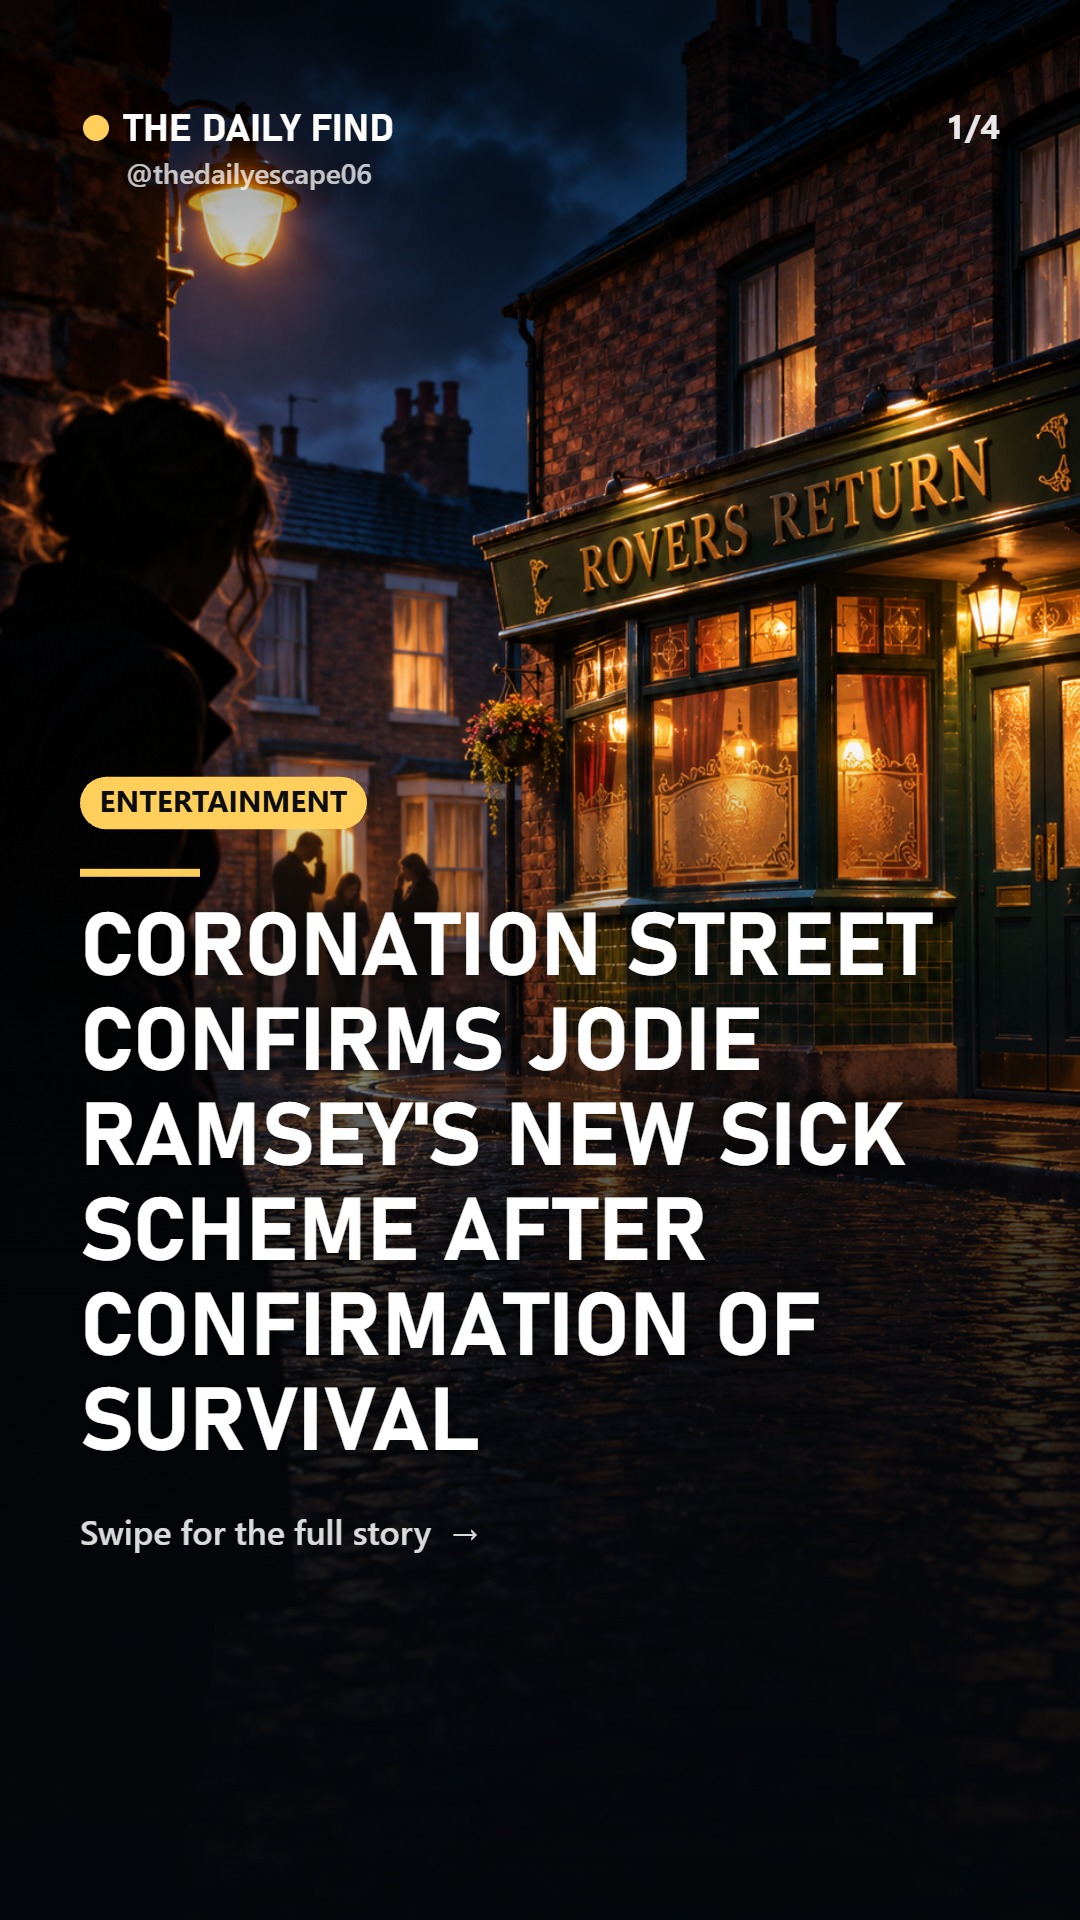 THE DAILY FIND
1/4
@thedailyescape06
ROVERS RETURN
ENTERTAINMENT
CORONATION STREET
CONFIRMS JODIE
RAMSEY'S NEW SICK
SCHEME AFTER
CONFIRMATION OF
SURVIVAL
Swipe for the full story →